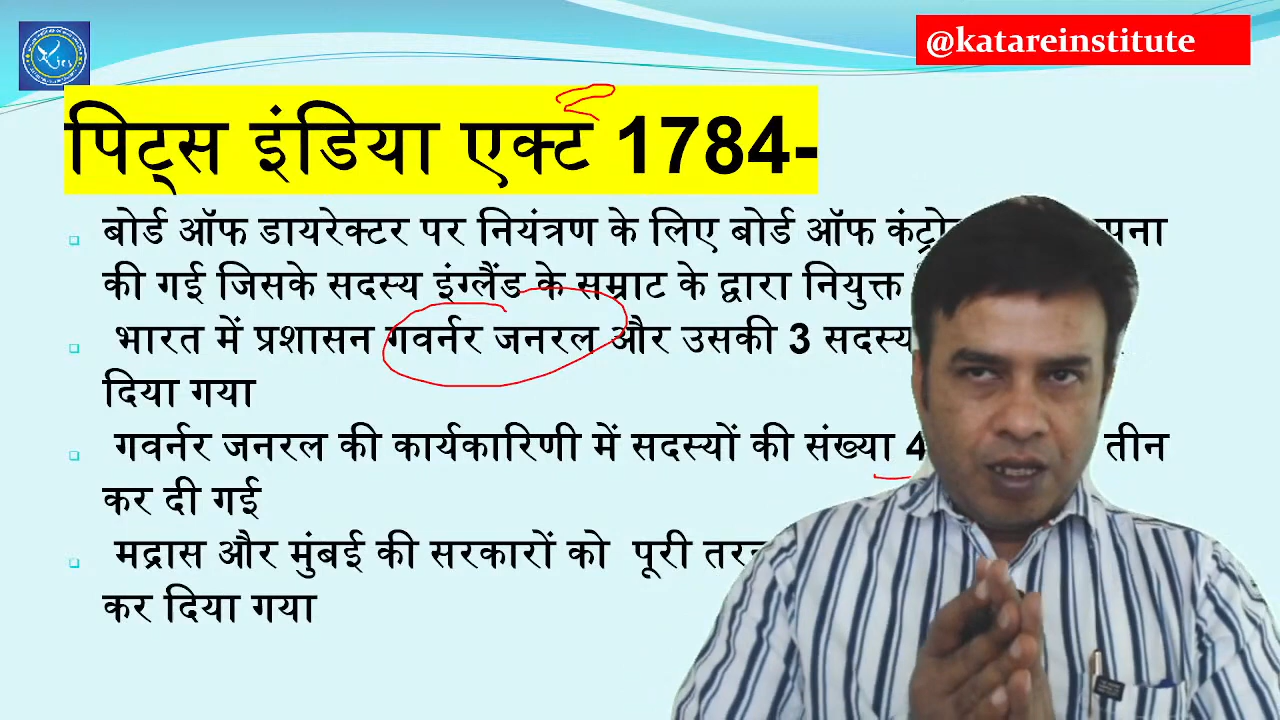 @katareinstitute
पिट्स इंडिया एक्ट 1784-
बोर्ड ऑफ डायरेक्टर पर नियंत्रण के लिए बोर्ड ऑफ
की गई जिसके सदस्य इंग्लैंड के सम्राट के द्वारा नियुक्त
भारत में प्रशासन गवर्नर जनरल और उसकी 3 सदस्य
दिया गया
गवर्नर जनरल की कार्यकारिणी में सदस्यों की संख्या 4 तीन
कर दी गई
मद्रास और मुंबई की सरकारों को पूरी
कर दिया गया